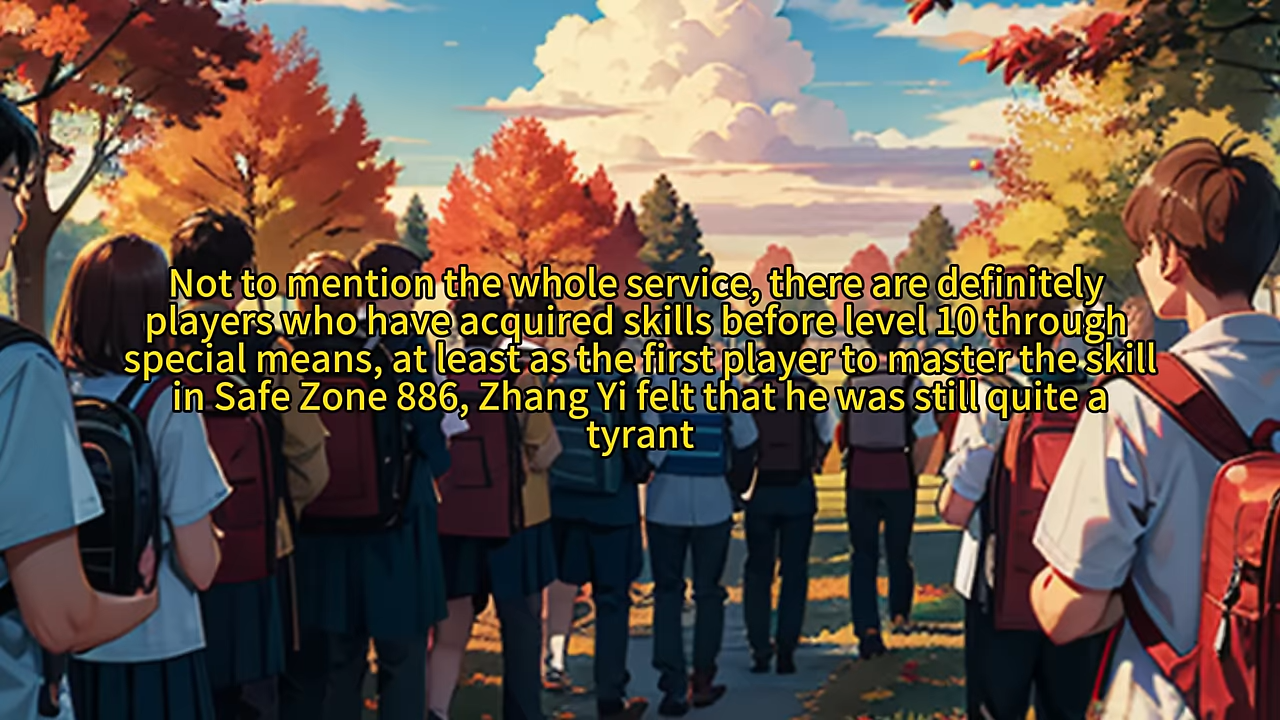 Not to mention the whole service, there are definitely
players who have acquired skills before level 10 through
special means, at least as the first player to master the skill
in Safe Zone 886, Zhang Yi felt that he was still quite a
tyrant